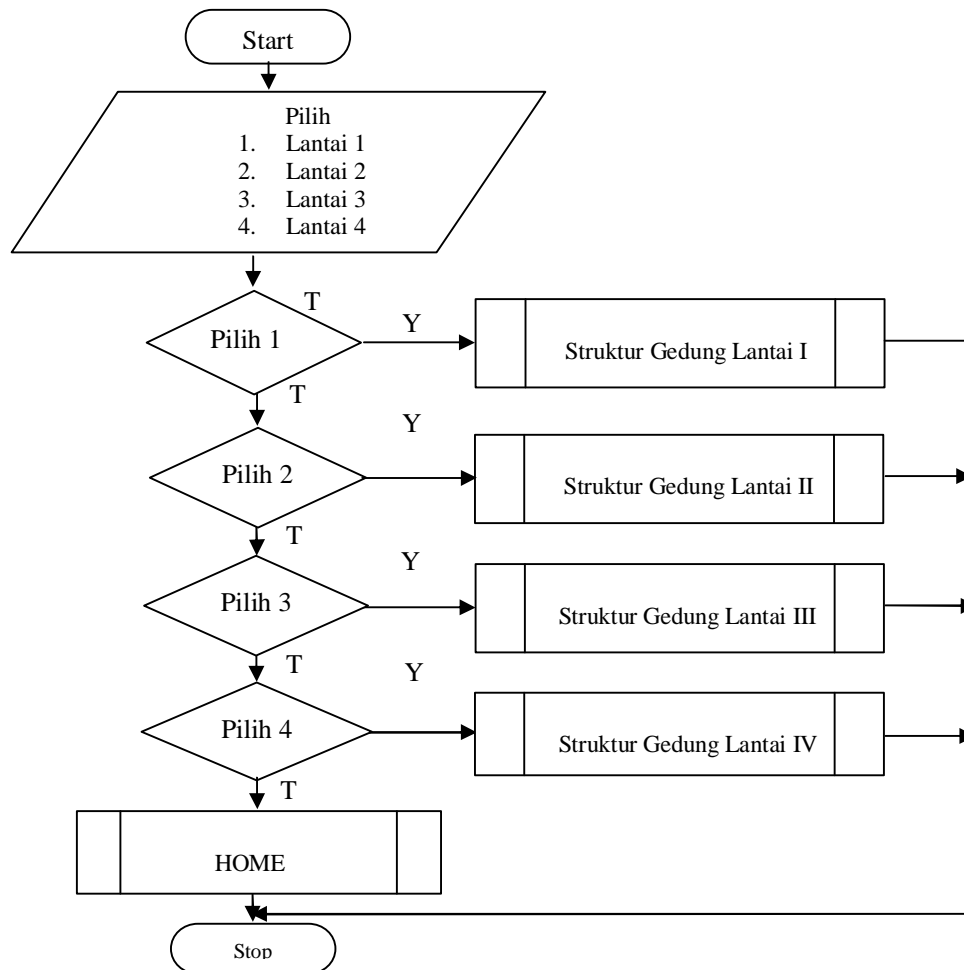 Start
Pilih
1. Lantai 1
2. Lantai 2
3. Lantai 3
4. Lantai 4
T
Pilih 1
Y
Struktur Gedung Lantai I
T
Y
Pilih 2
Struktur Gedung Lantai II
T
Y
Pilih 3
Struktur Gedung Lantai III
T
Y
Pilih 4
Struktur Gedung Lantai IV
T
HOME
Stop